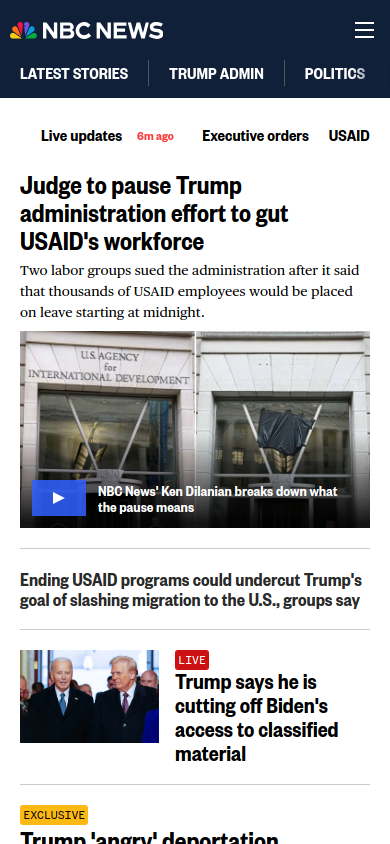 NBC NEWS
LATEST STORIES
TRUMP ADMIN
POLITICS
Live updates
6m ago
Executive orders
USAID
Judge to pause Trump
administration effort to gut
USAID's workforce
Two labor groups sued the administration after it said
that thousands of USAID employees would be placed
on leave starting at midnight.
U.S. AGENCY
for
INTERNATIONAL DEVELOPMENT
NBC News' Ken Dilanian breaks down what
the pause means
Ending USAID programs could undercut Trump's
goal of slashing migration to the U.S., groups say
LIVE
Trump says he is
cutting off Biden's
access to classified
material
EXCLUSIVE
Trump 'angry' deportation